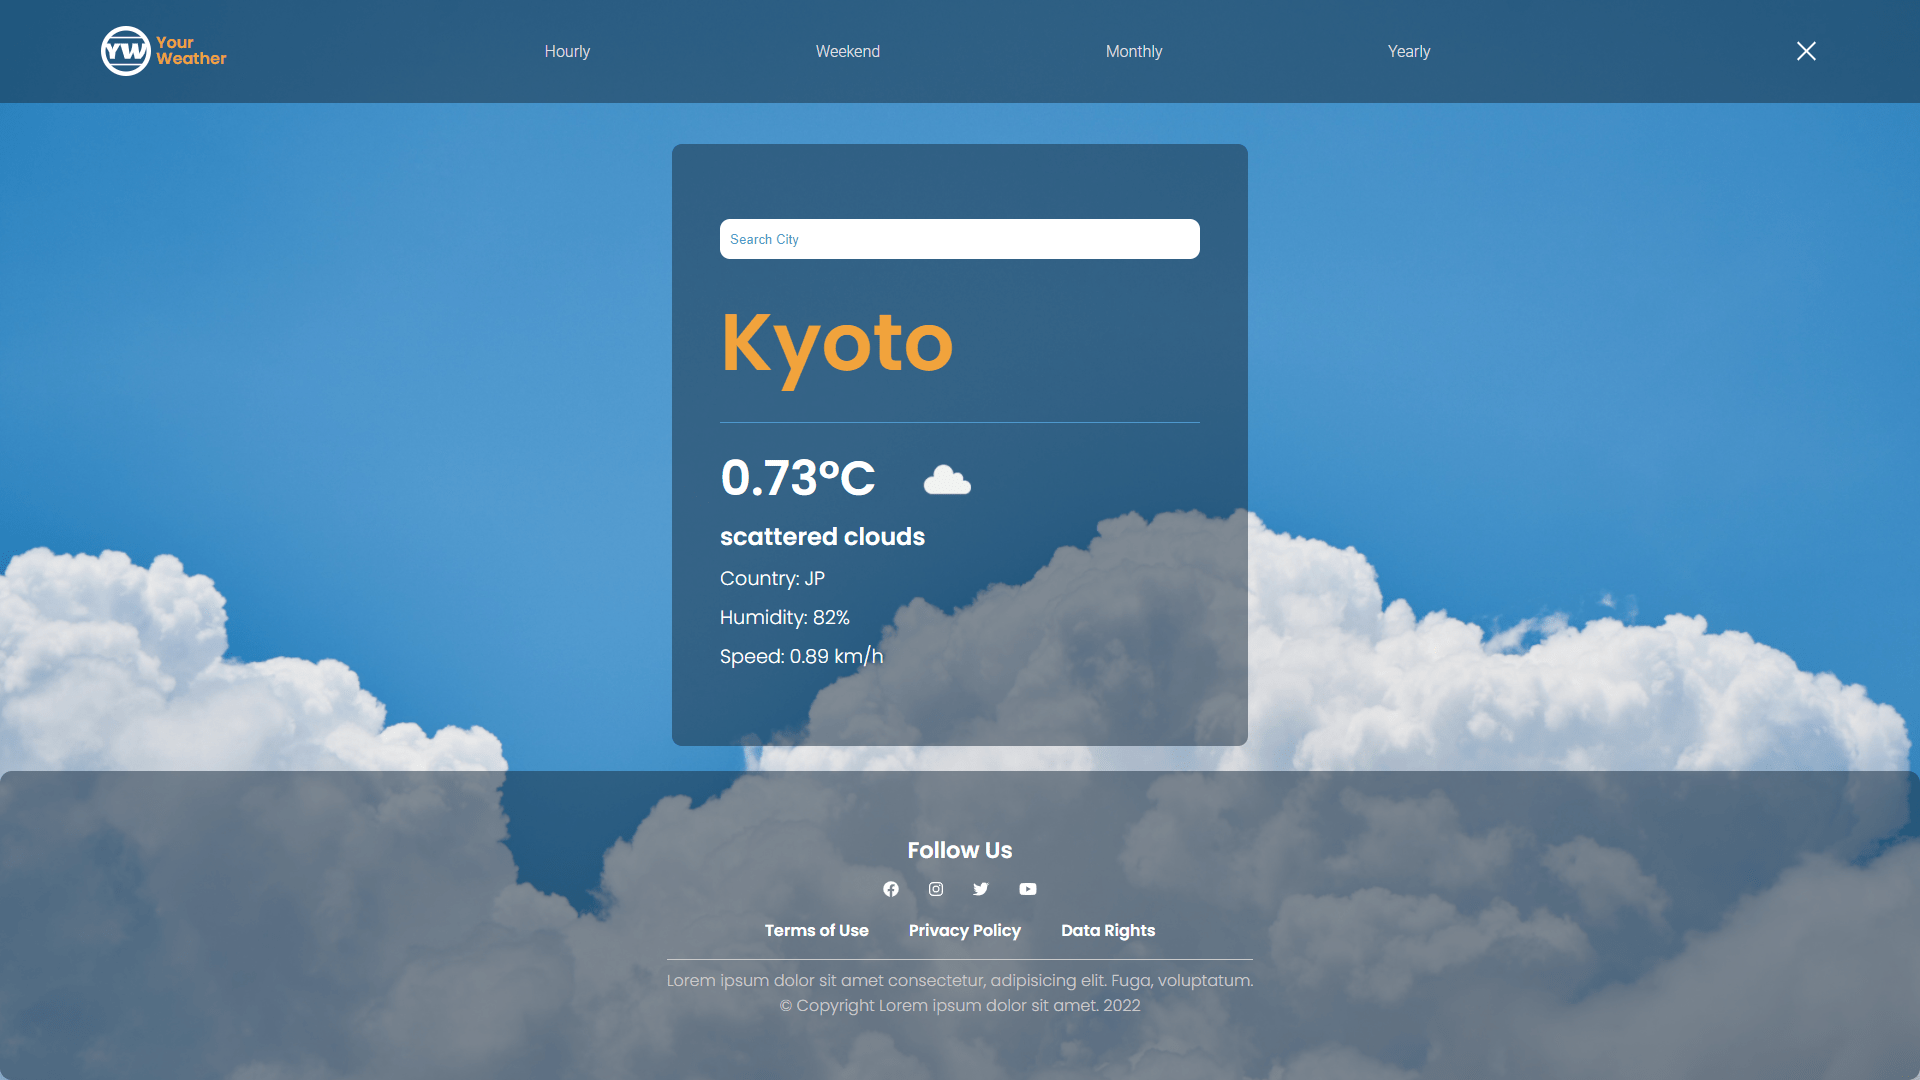 YW Your
Weather
Hourly Weekend Monthly Yearly
Search City
Kyoto
0.73°C
scattered clouds
Country: JP
Humidity: 82%
Speed: 0.89 km/h
Follow Us
Terms of Use Privacy Policy Data Rights
Lorem ipsum dolor sit amet consectetur, adipisicing elit. Fuga, voluptatum.
© Copyright Lorem ipsum dolor sit amet. 2022